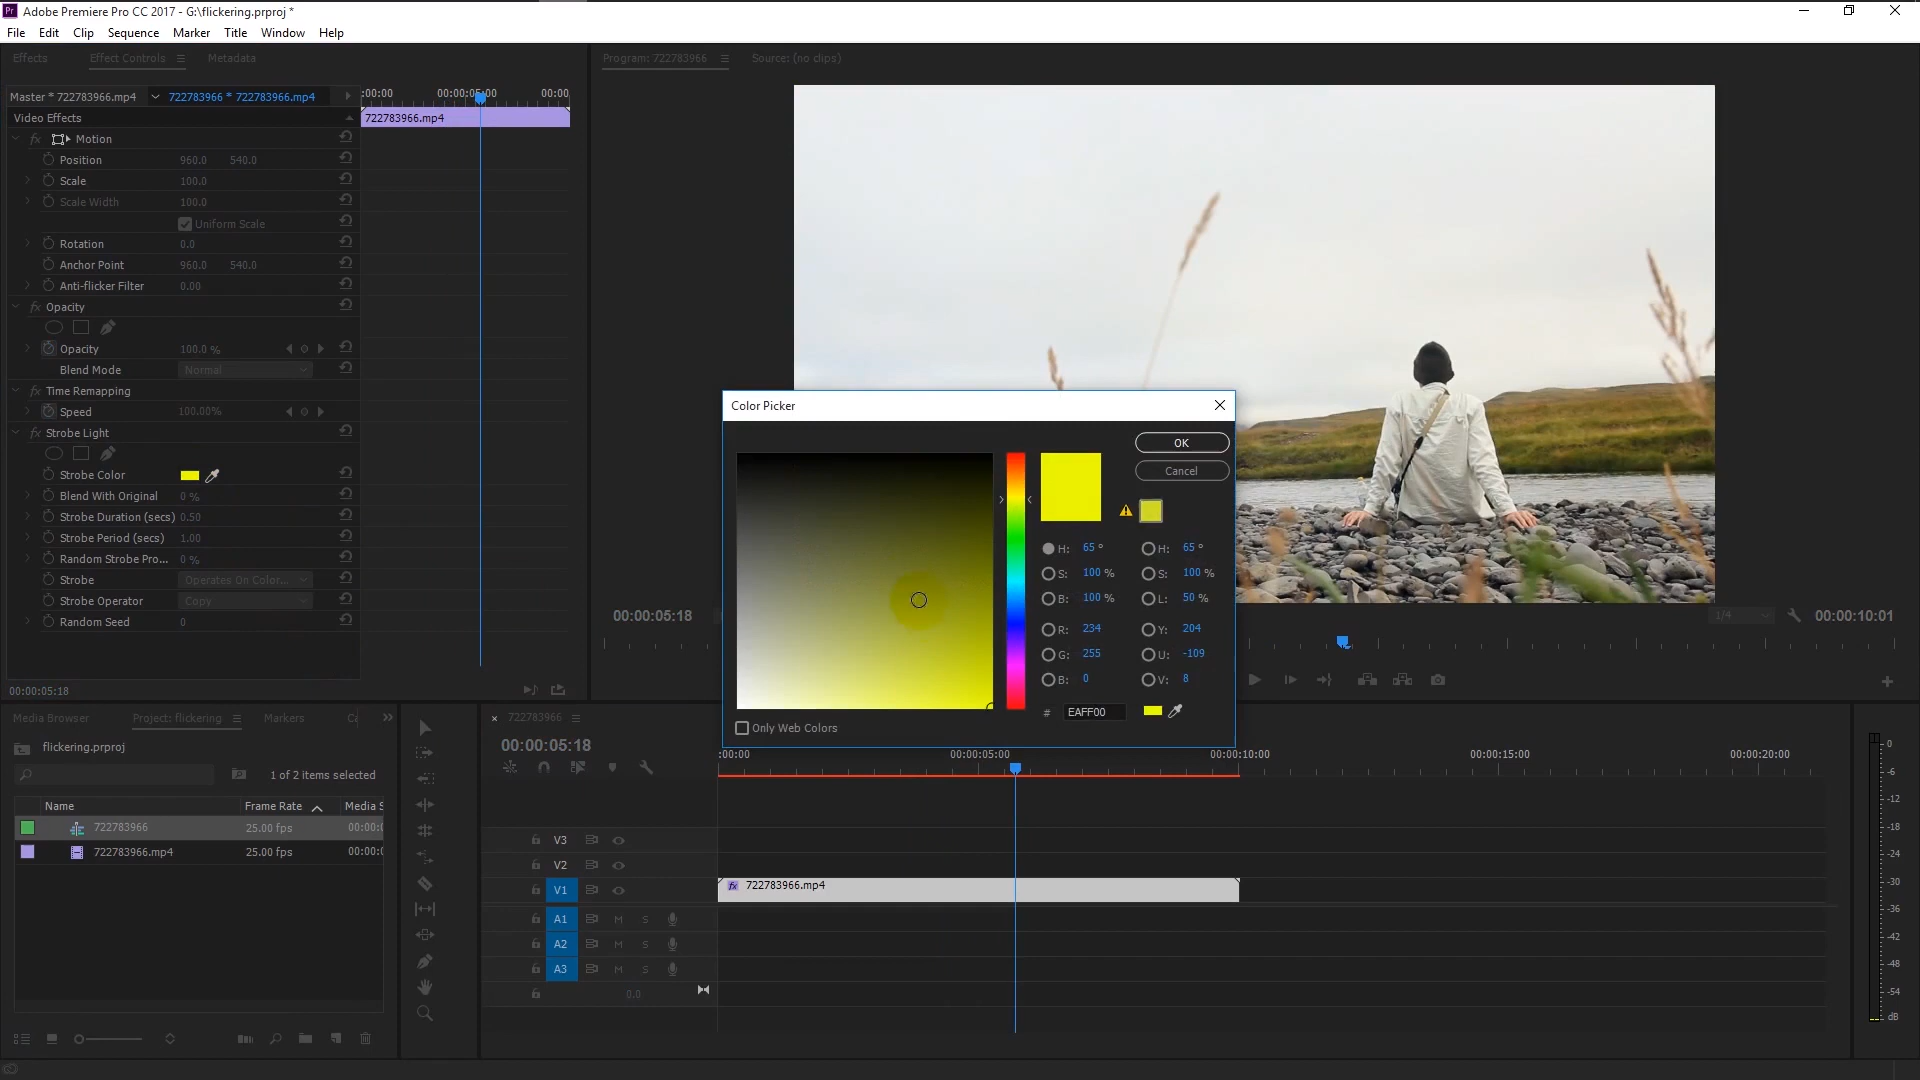 Pr Adobe Premiere Pro CC 2017 - G:\flickering.prproj *
File Edit Clip Sequence Marker Title Window Help
Effects Effect Controls Metadata
Program: 722783966 Source: (no clips)
Master * 722783966.mp4 722783966 * 722783966.mp4
:00:00 00:00:05:00 00:00
Video Effects
722783966.mp4
fx Motion
Position 960.0 540.0
Scale 100.0
Scale Width 100.0
Uniform Scale
Rotation 0.0
Anchor Point 960.0 540.0
Anti-flicker Filter 0.00
fx Opacity
Opacity 100.0 %
Blend Mode Normal
fx Time Remapping
Speed 100.00%
fx Strobe Light
Strobe Color
Blend With Original 0 %
Strobe Duration (secs) 0.50
Strobe Period (secs) 1.00
Random Strobe Pro... 0 %
Strobe Operates On Color...
Strobe Operator Copy
Random Seed 0
00:00:05:18
Color Picker
OK
Cancel
H: 65 ° H: 65 °
S: 100 % S: 100 %
B: 100 % L: 50 %
R: 234 Y: 204
G: 255 U: -109
B: 0 V: 8
# EAFF00
Only Web Colors
00:00:05:18
1/4 00:00:10:01
Media Browser Project: flickering Markers
flickering.prproj
1 of 2 items selected
Name Frame Rate Media S
722783966 25.00 fps 00:00:
722783966.mp4 25.00 fps 00:00:
× 722783966
00:00:05:18
:00:00 00:00:05:00 00:00:10:00 00:00:15:00 00:00:20:00
V3
V2
V1 fx 722783966.mp4
A1 M S
A2 M S
A3 M S
0.0
0
-6
-12
-18
-24
-30
-36
-42
-48
-54
dB